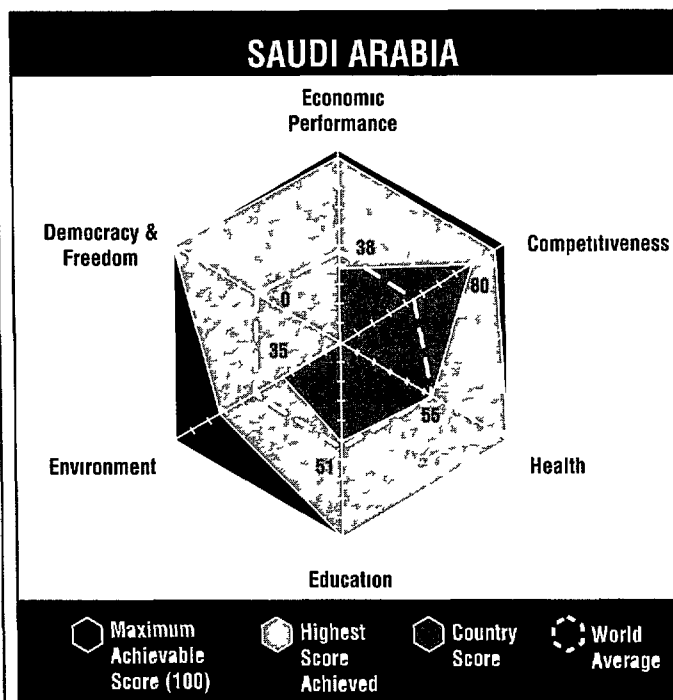 SAUDI ARABIA
Economic
Performance
Democracy &
Freedom
Competitiveness
38
80
0
35
55
51
Environment
Health
Education
Maximum
Achievable
Score (100)
Highest
Score
Achieved
Country
Score
World
Average